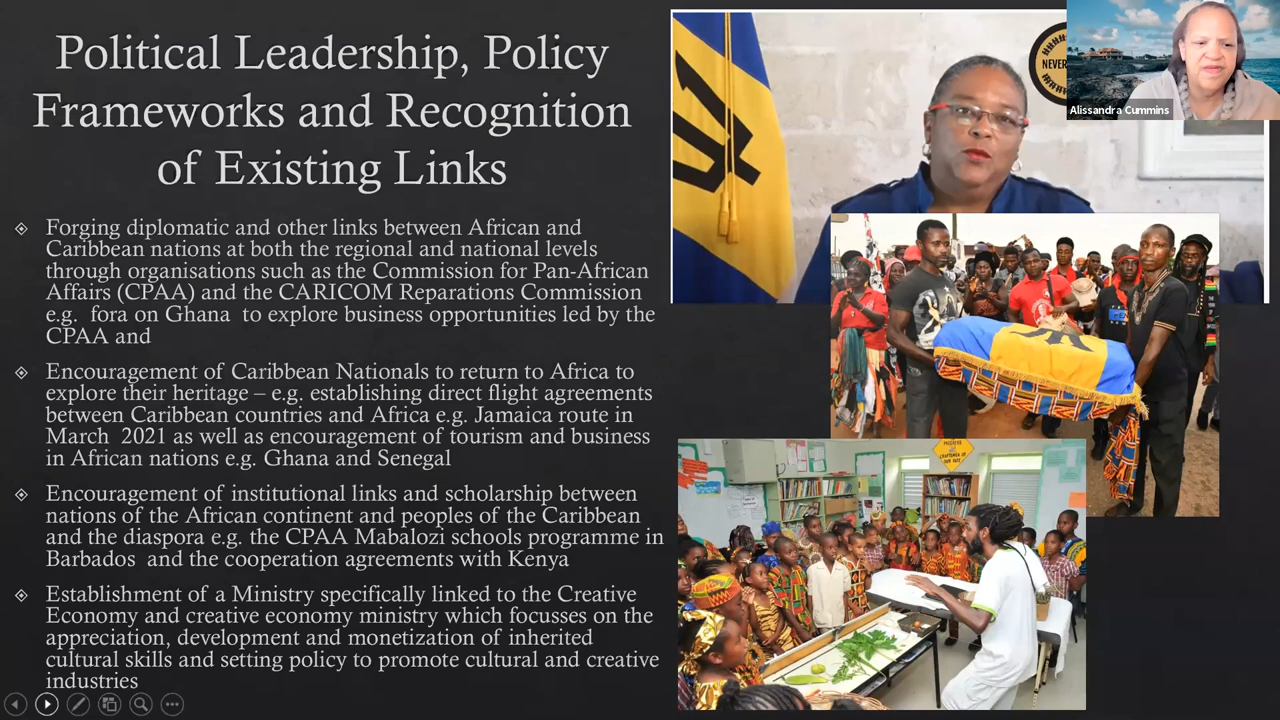 Political Leadership, Policy
Frameworks and Recognition
of Existing Links
Forging diplomatic and other links between African and
Caribbean nations at both the regional and national levels
through organisations such as the Commission for Pan-African
Affairs (CPAA) and the CARICOM Reparations Commission
e.g. fora on Ghana to explore business opportunities led by the
CPAA and
Encouragement of Caribbean Nationals to return to Africa to
explore their heritage – e.g. establishing direct flight agreements
between Caribbean countries and Africa e.g. Jamaica route in
March 2021 as well as encouragement of tourism and business
in African nations e.g. Ghana and Senegal
Encouragement of institutional links and scholarship between
nations of the African continent and peoples of the Caribbean
and the diaspora e.g. the CPAA Mabalozi schools programme in
Barbados and the cooperation agreements with Kenya
Establishment of a Ministry specifically linked to the Creative
Economy and creative economy ministry which focusses on the
appreciation, development and monetization of inherited
cultural skills and setting policy to promote cultural and creative
industries
NEVER
Alissandra Cummins